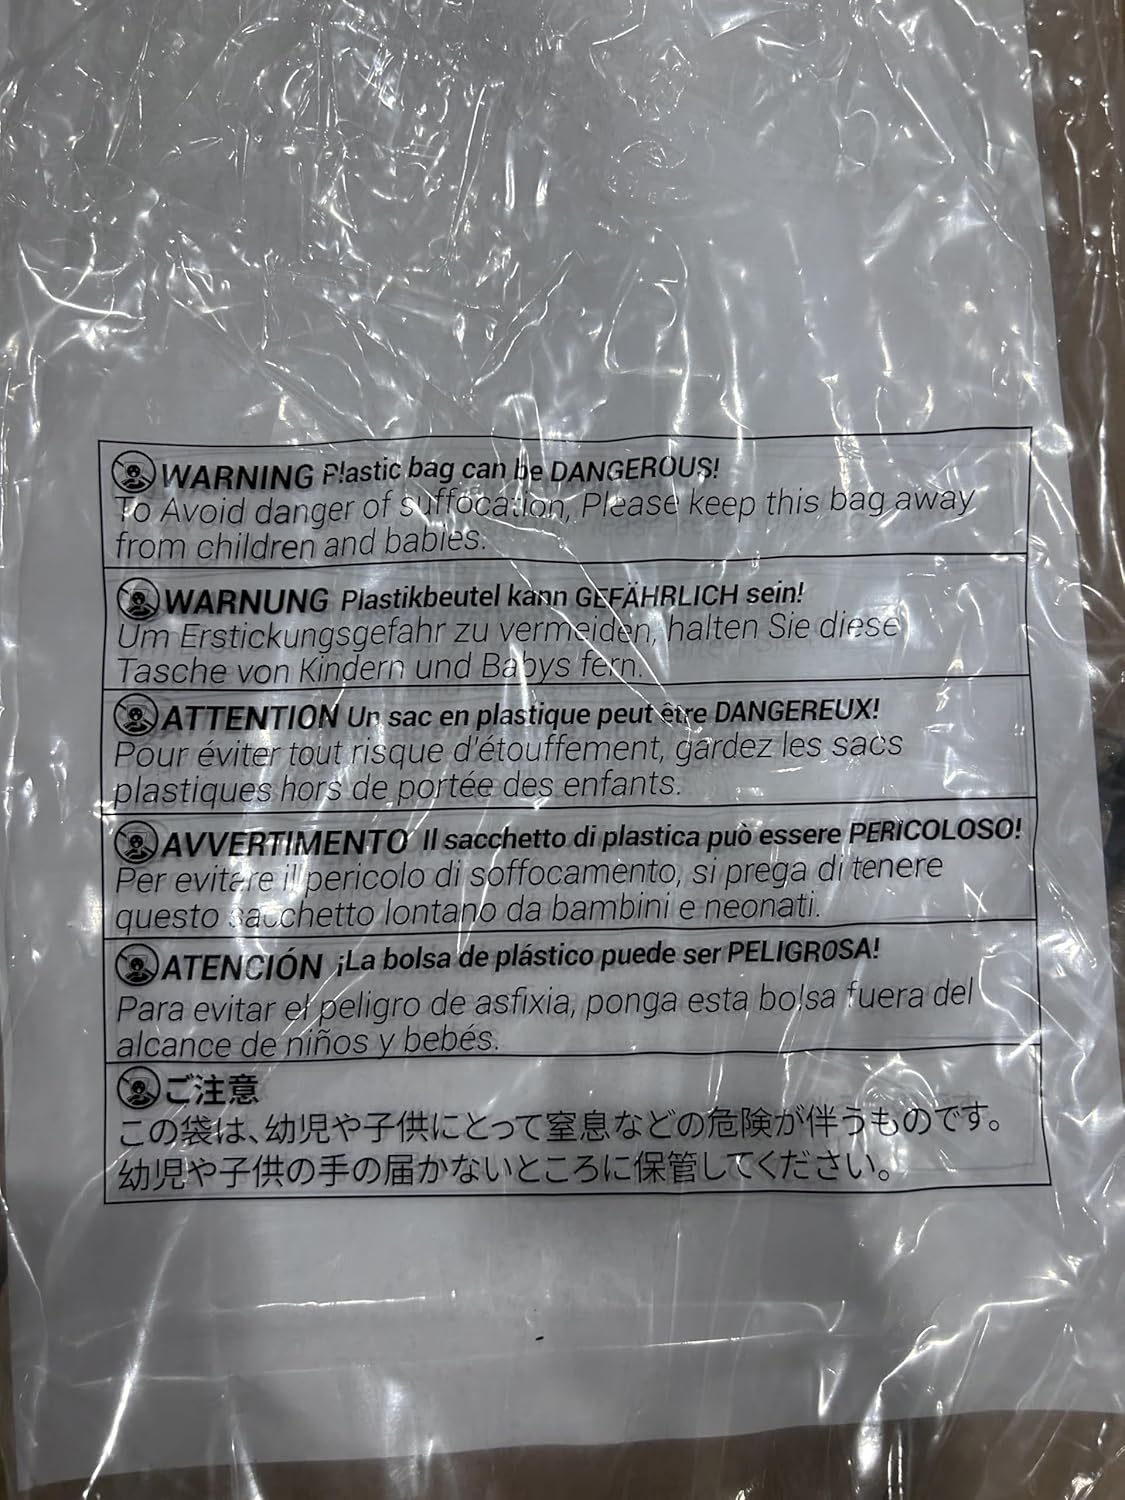 WARNING Plastic bag can be DANGEROUS!
To Avoid danger of suffocation, Please keep this bag away
from children and babies.
WARNUNG Plastikbeutel kann GEFÄHRLICH sein!
Um Erstickungsgefahr zu vermeiden, halten Sie diese
Tasche von Kindern und Babys fern.
ATTENTION Un sac en plastique peut être DANGEREUX!
Pour éviter tout risque d'étouffement, gardez les sacs
plastiques hors de portée des enfants.
AVVERTIMENTO Il sacchetto di plastica può essere PERICOLOSO!
Per evitare il pericolo di soffocamento, si prega di tenere
questo sacchetto lontano da bambini e neonati.
ATENCIÓN ¡La bolsa de plástico puede ser PELIGROSA!
Para evitar el peligro de asfixia, ponga esta bolsa fuera del
alcance de niños y bebés.
ご注意
この袋は、幼児や子供にとって窒息などの危険が伴うものです。
幼児や子供の手の届かないところに保管してください。